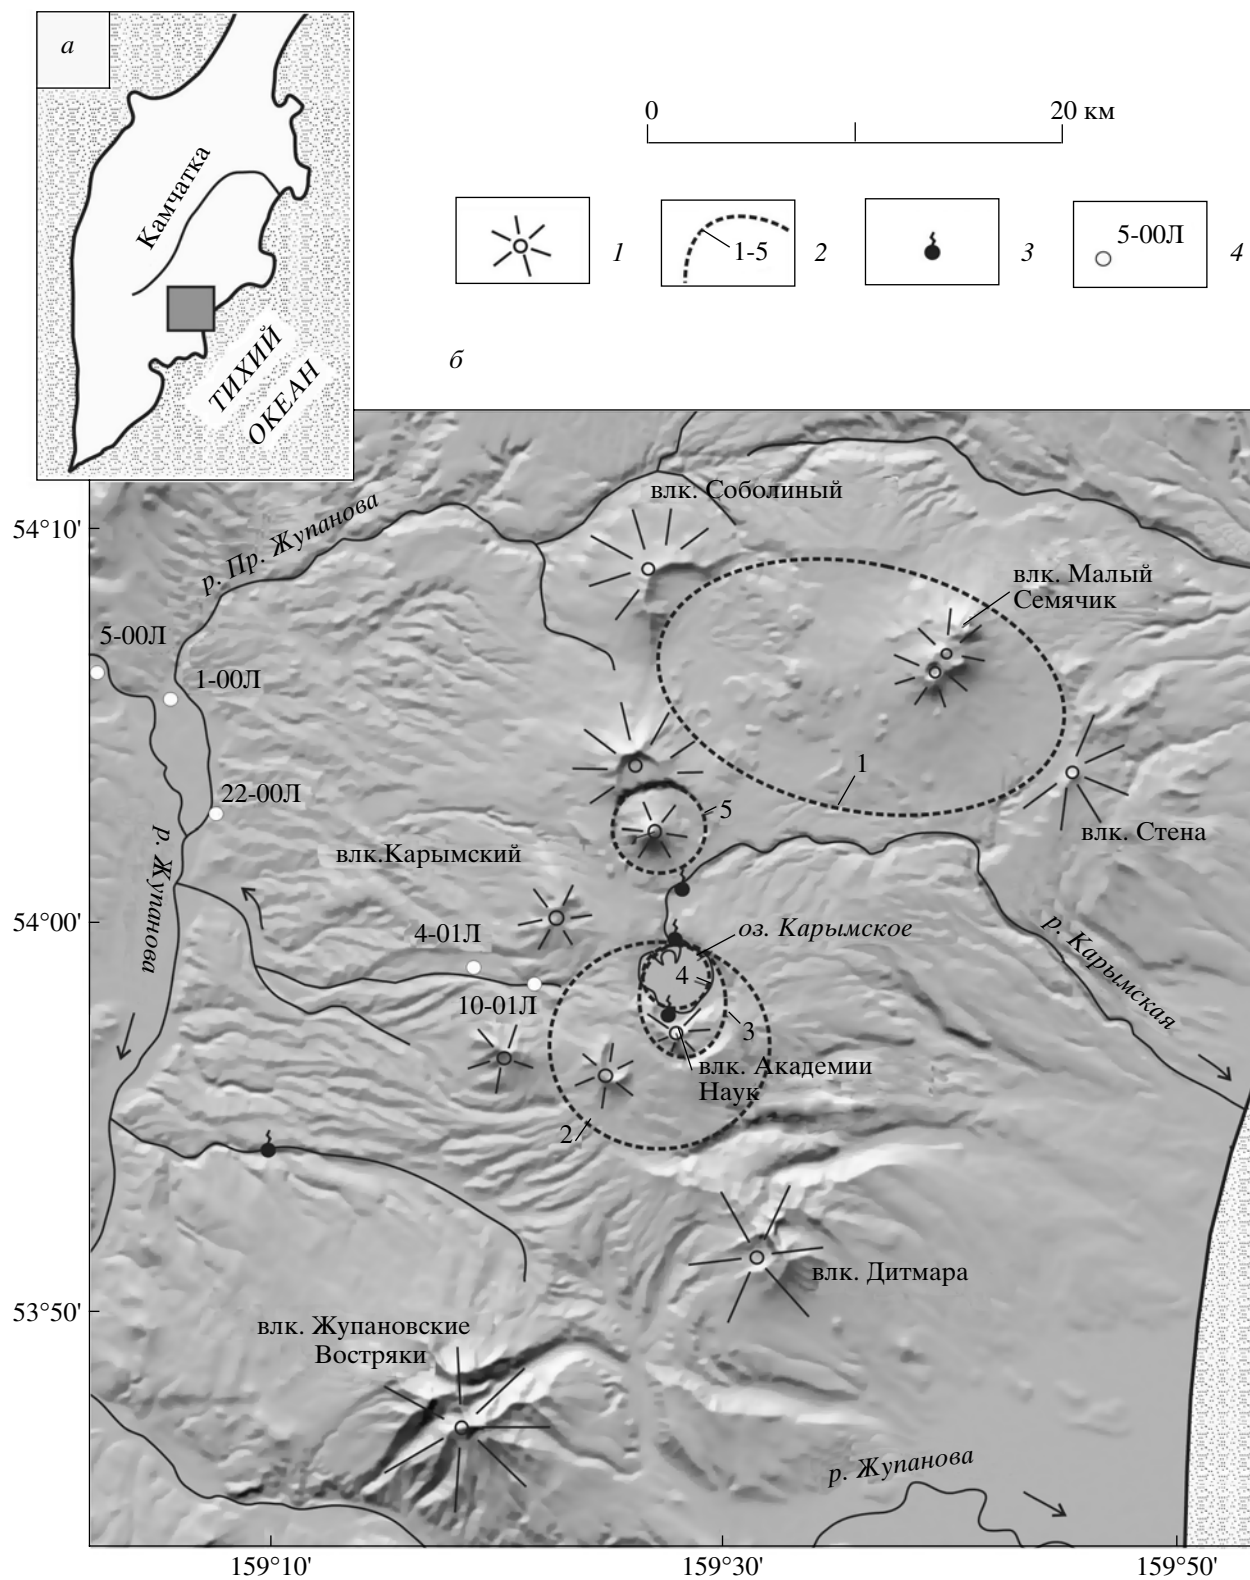 а
Камчатка
ТИХИЙ
ОКЕАН
0
20 км
1-5
5-00Л
1
2
3
4
б
влк. Соболиный
54°10'
р. Пр. Жупанова
влк. Малый
Семячик
5-00Л
1-00Л
1
5
22-00Л
влк. Стена
р. Жупанова
влк.Карымский
54°00'
4-01Л
оз. Карымское
р. Карымская
4
10-01Л
3
влк. Академии
Наук
2
влк. Дитмара
53°50'
влк. Жупановские
Востряки
р. Жупанова
159°10'
159°30'
159°50'